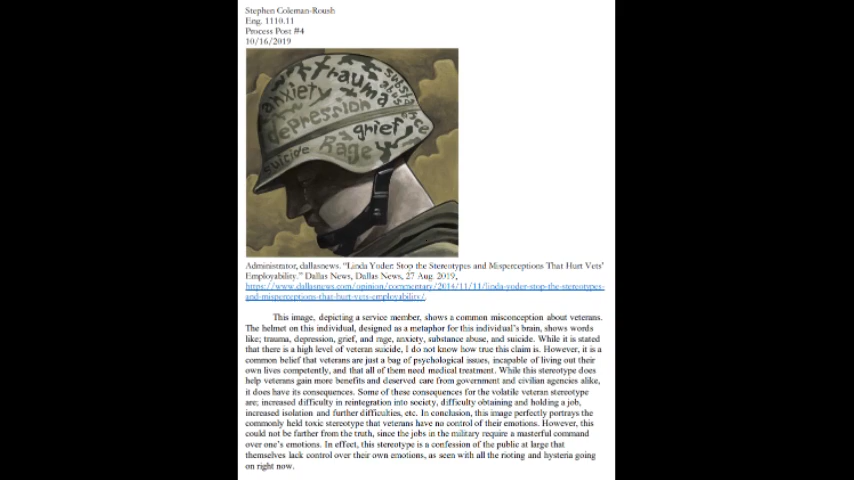 Stephen Coleman-Roush
Eng. 1110.11
Process Post #4
10/16/2019
anxiety
trauma
substance
abuse
depression
grief
suicide Rage
Administrator, dallasnews. “Linda Yoder: Stop the Stereotypes and Misperceptions That Hurt Vets’
Employability.” Dallas News, Dallas News, 27 Aug. 2019,
https://www.dallasnews.com/opinion/commentary/2014/11/11/linda-yoder-stop-the-stereotypes-
and-misperceptions-that-hurt-vets-employability/.
This image, depicting a service member, shows a common misconception about veterans.
The helmet on this individual, designed as a metaphor for this individual’s brain, shows words
like; trauma, depression, grief, and rage, anxiety, substance abuse, and suicide. While it is stated
that there is a high level of veteran suicide, I do not know how true this claim is. However, it is a
common belief that veterans are just a bag of psychological issues, incapable of living out their
own lives competently, and that all of them need medical treatment. While this stereotype does
help veterans gain more benefits and deserved care from government and civilian agencies alike,
it does have its consequences. Some of these consequences for the volatile veteran stereotype
are; increased difficulty in reintegration into society, difficulty obtaining and holding a job,
increased isolation and further difficulties, etc. In conclusion, this image perfectly portrays the
commonly held toxic stereotype that veterans have no control of their emotions. However, this
could not be farther from the truth, since the jobs in the military require a masterful command
over one’s emotions. In effect, this stereotype is a confession of the public at large that
themselves lack control over their own emotions, as seen with all the rioting and hysteria going
on right now.